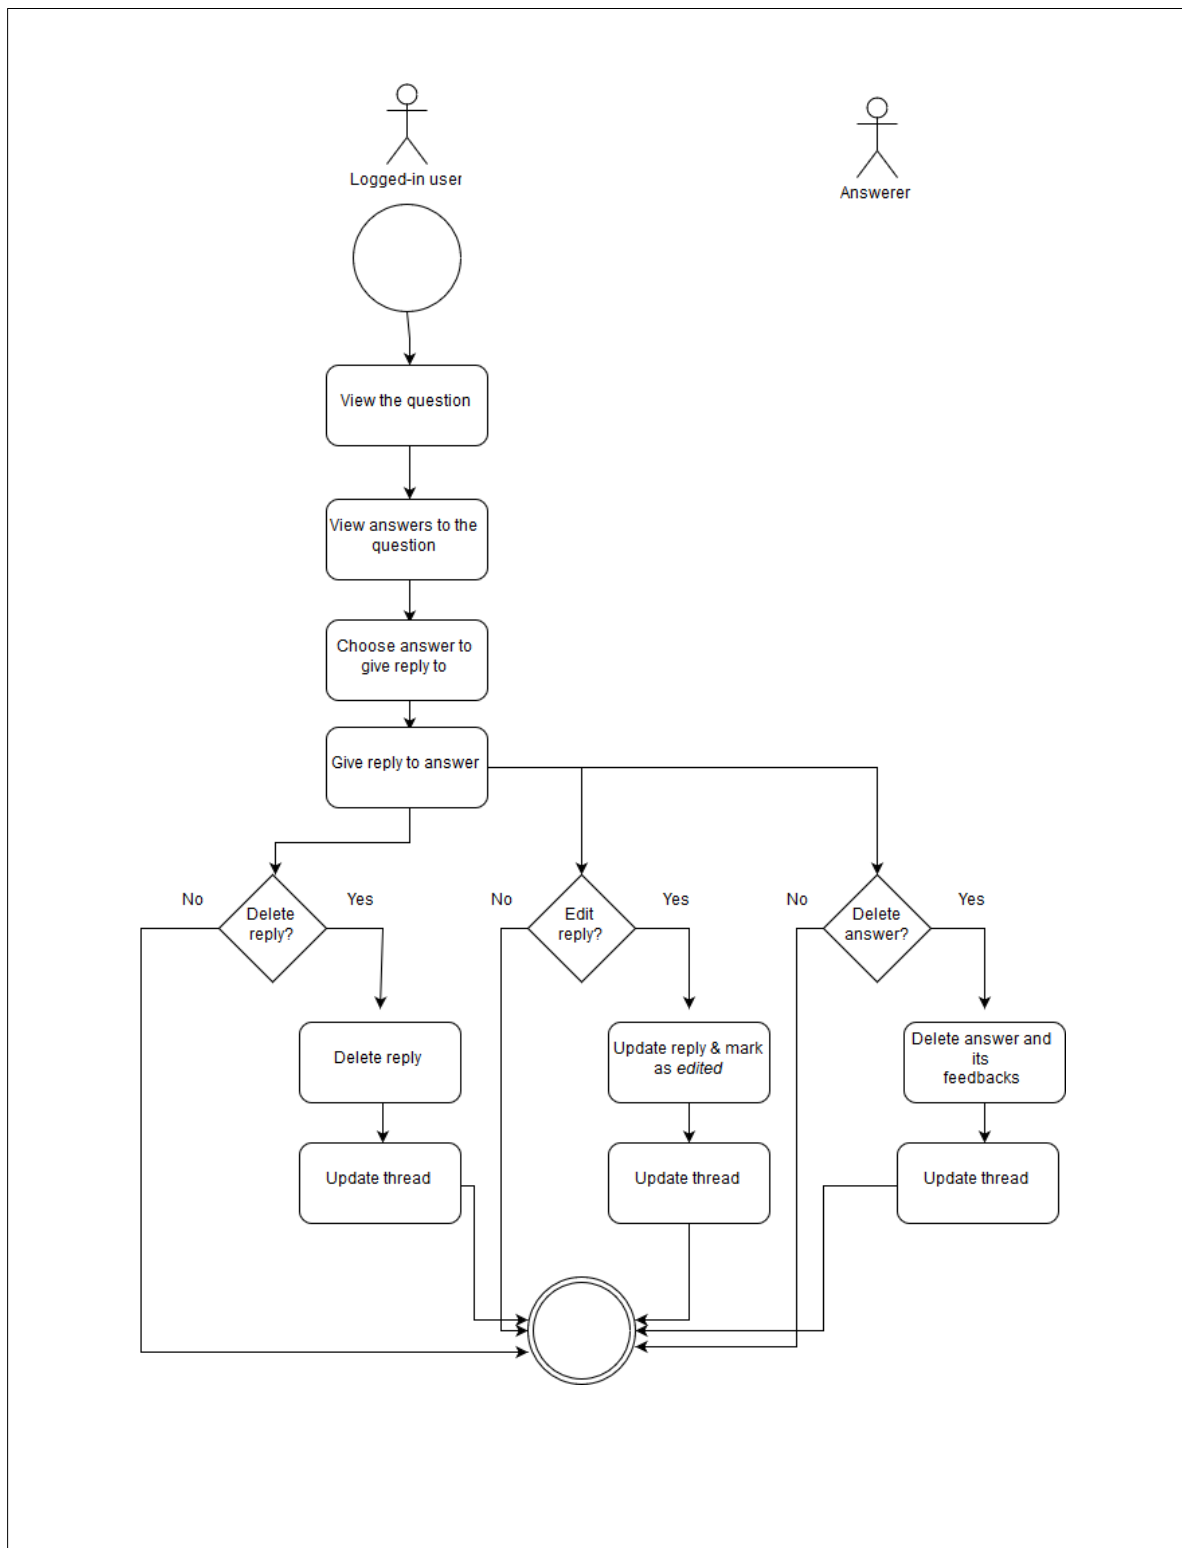 Logged-in user
Answerer
View the question
View answers to the
question
Choose answer to
give reply to
Give reply to answer
No
Delete
reply?
Yes
No
Edit
reply?
Yes
No
Delete
answer?
Yes
Delete reply
Update reply & mark
as edited
Delete answer and
its
feedbacks
Update thread
Update thread
Update thread